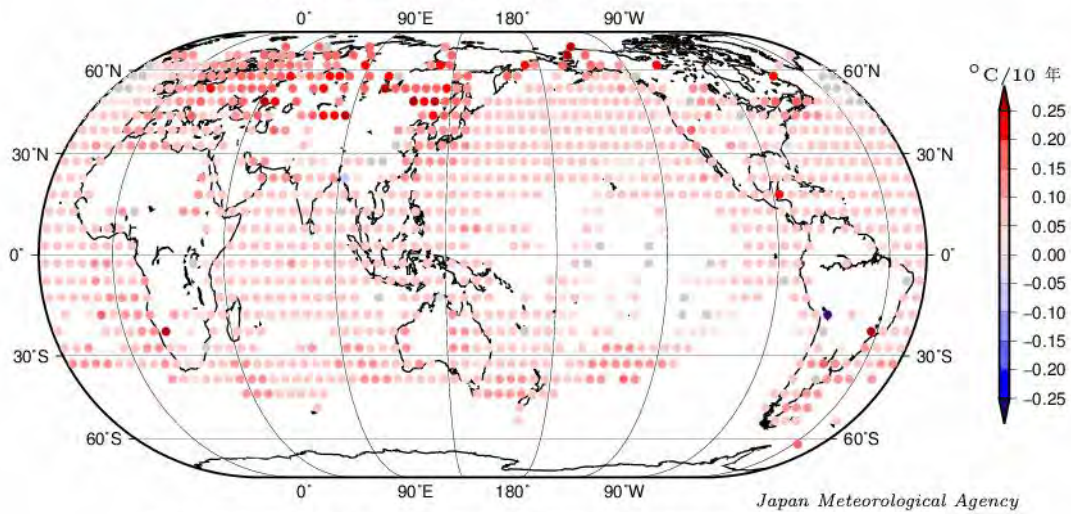 0° 90°E 180° 90°W
60°N 60°N
°C/10 年
0.25
0.20
0.15
30°N 30°N
0.10
0.05
0° 0°
0.00
−0.05
−0.10
−0.15
30°S 30°S
−0.20
−0.25
60°S 60°S
0° 90°E 180° 90°W
Japan Meteorological Agency